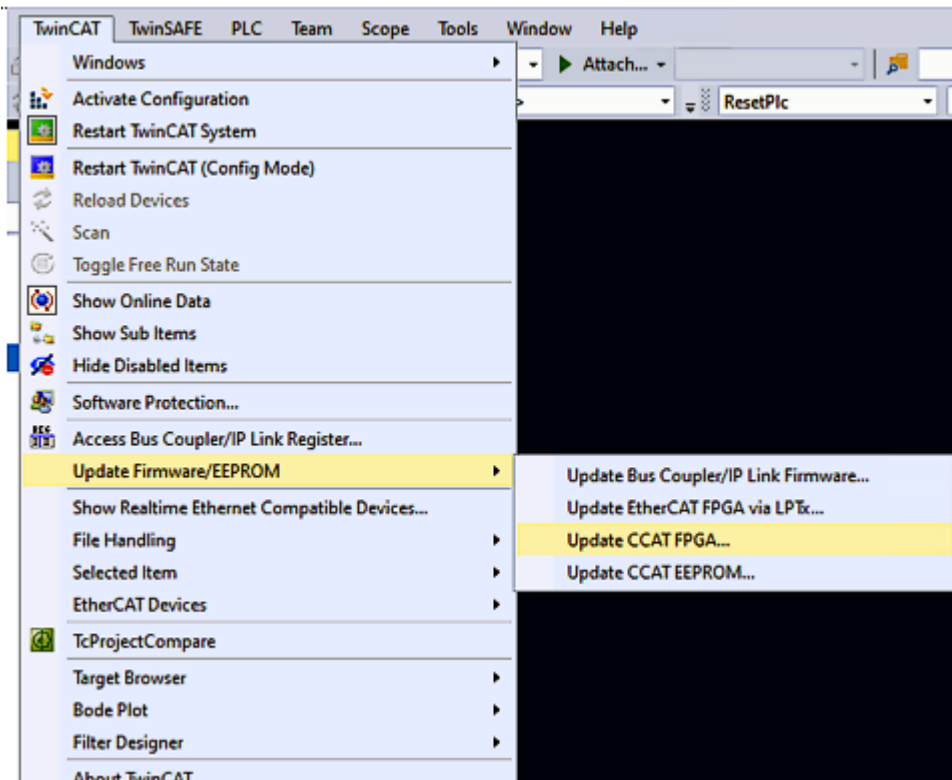 TwinCAT TwinSAFE PLC Team Scope Tools Window Help
Windows
Attach...
Activate Configuration
ResetPlc
Restart TwinCAT System
Restart TwinCAT (Config Mode)
Reload Devices
Scan
Toggle Free Run State
Show Online Data
Show Sub Items
Hide Disabled Items
Software Protection...
REG
Access Bus Coupler/IP Link Register...
Update Firmware/EEPROM
Update Bus Coupler/IP Link Firmware...
Update EtherCAT FPGA via LPTx...
Update CCAT FPGA...
Update CCAT EEPROM...
Show Realtime Ethernet Compatible Devices...
File Handling
Selected Item
EtherCAT Devices
TcProjectCompare
Target Browser
Bode Plot
Filter Designer
About TwinCAT